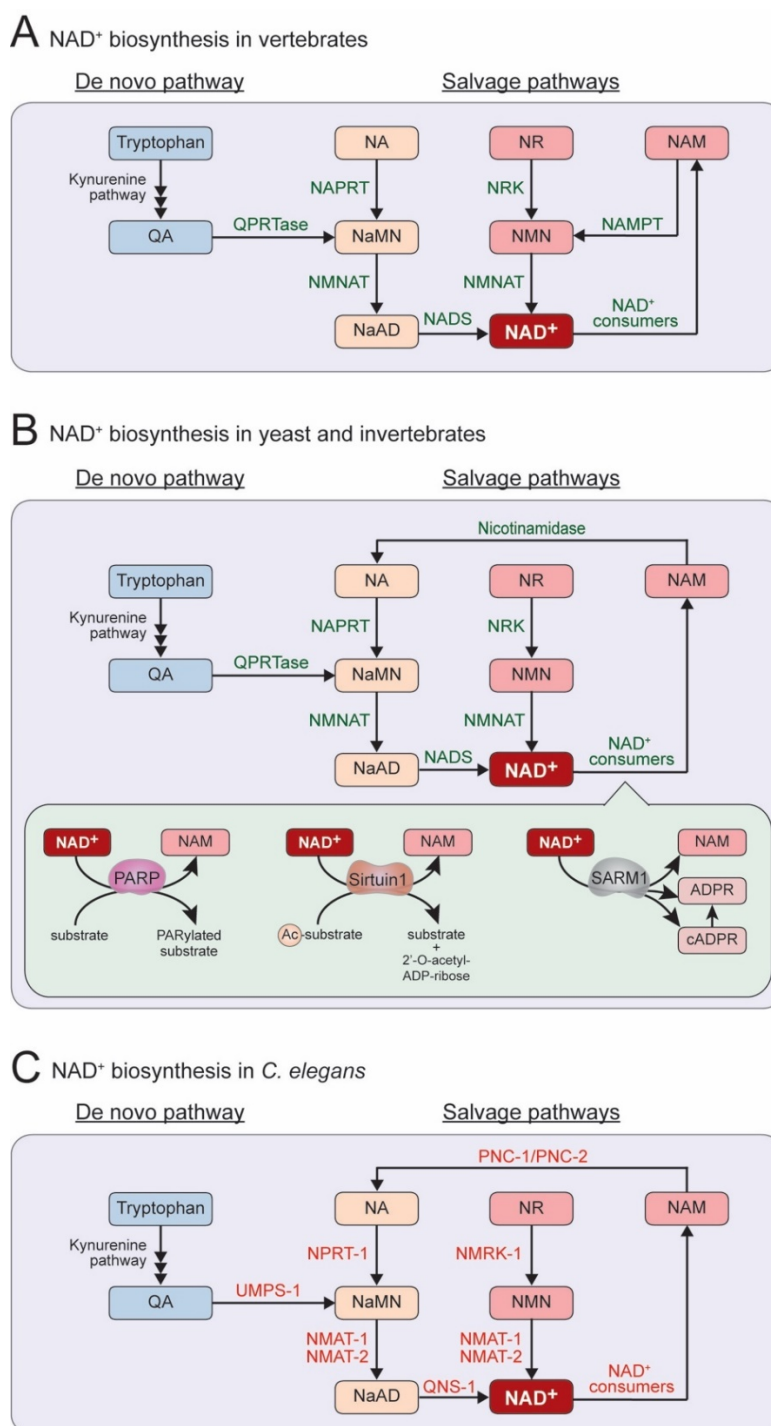 A NAD⁺ biosynthesis in vertebrates
De novo pathway
Salvage pathways
Tryptophan
NA
NR
NAM
Kynurenine
pathway
NAPRT
NRK
QA
QPRTase
NaMN
NMN
NAMPT
NMNAT
NMNAT
NaAD
NADS
NAD⁺
NAD⁺
consumers
B NAD⁺ biosynthesis in yeast and invertebrates
De novo pathway
Salvage pathways
Nicotinamidase
Tryptophan
NA
NR
NAM
Kynurenine
pathway
NAPRT
NRK
QA
QPRTase
NaMN
NMN
NMNAT
NMNAT
NaAD
NADS
NAD⁺
NAD⁺
consumers
NAD⁺
NAM
PARP
substrate
PARylated
substrate
NAD⁺
NAM
Sirtuin1
Ac-substrate
substrate
+
2'-O-acetyl-
ADP-ribose
NAD⁺
NAM
SARM1
ADPR
cADPR
C NAD⁺ biosynthesis in C. elegans
De novo pathway
Salvage pathways
PNC-1/PNC-2
Tryptophan
NA
NR
NAM
Kynurenine
pathway
NPRT-1
NMRK-1
QA
UMPS-1
NaMN
NMN
NMAT-1
NMAT-2
NMAT-1
NMAT-2
NaAD
QNS-1
NAD⁺
NAD⁺
consumers